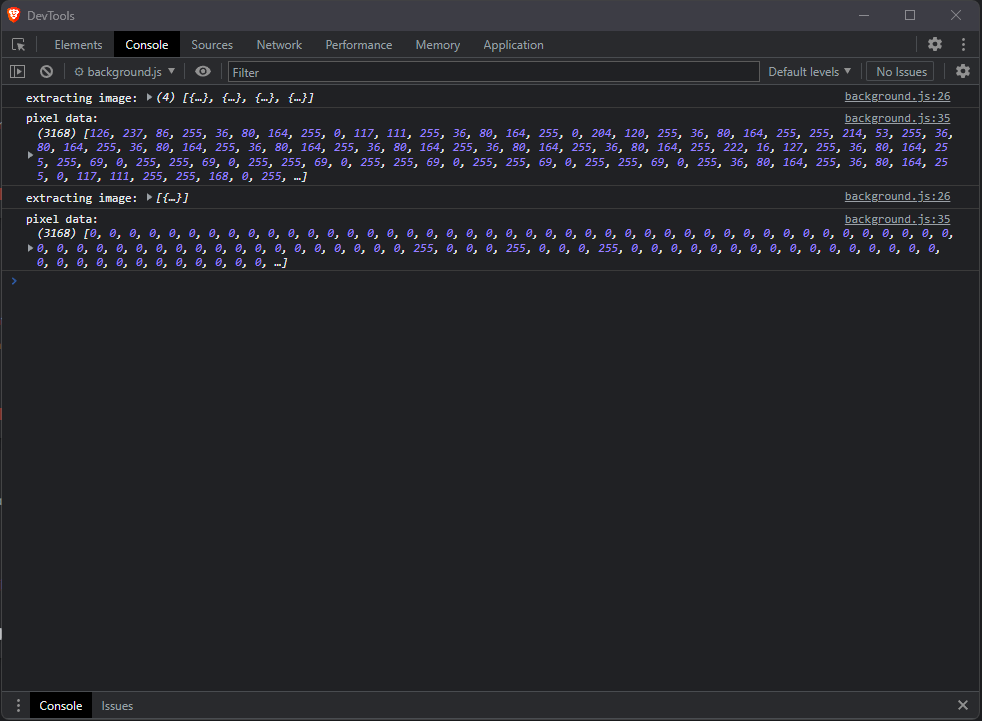 DevTools
Elements Console Sources Network Performance Memory Application
background.js Filter Default levels No Issues
extracting image: (4) [{…}, {…}, {…}, {…}] background.js:26
pixel data: background.js:35
(3168) [126, 237, 86, 255, 36, 80, 164, 255, 0, 117, 111, 255, 36, 80, 164, 255, 0, 204, 120, 255, 36, 80, 164, 255, 255, 214, 53, 255, 36,
80, 164, 255, 36, 80, 164, 255, 36, 80, 164, 255, 36, 80, 164, 255, 36, 80, 164, 255, 36, 80, 164, 255, 222, 16, 127, 255, 36, 80, 164, 25
5, 255, 69, 0, 255, 255, 69, 0, 255, 255, 69, 0, 255, 255, 69, 0, 255, 255, 69, 0, 255, 255, 69, 0, 255, 36, 80, 164, 255, 36, 80, 164, 25
5, 0, 117, 111, 255, 255, 168, 0, 255, …]
extracting image: [{…}] background.js:26
pixel data: background.js:35
(3168) [0, 0, 0, 0, 0, 0, 0, 0, 0, 0, 0, 0, 0, 0, 0, 0, 0, 0, 0, 0, 0, 0, 0, 0, 0, 0, 0, 0, 0, 0, 0, 0, 0, 0, 0, 0, 0, 0, 0, 0, 0, 0, 0, 0,
0, 0, 0, 0, 0, 0, 0, 0, 0, 0, 0, 0, 0, 0, 0, 0, 0, 0, 0, 255, 0, 0, 0, 255, 0, 0, 0, 255, 0, 0, 0, 0, 0, 0, 0, 0, 0, 0, 0, 0, 0, 0, 0, 0,
0, 0, 0, 0, 0, 0, 0, 0, 0, 0, 0, 0, …]
Console Issues